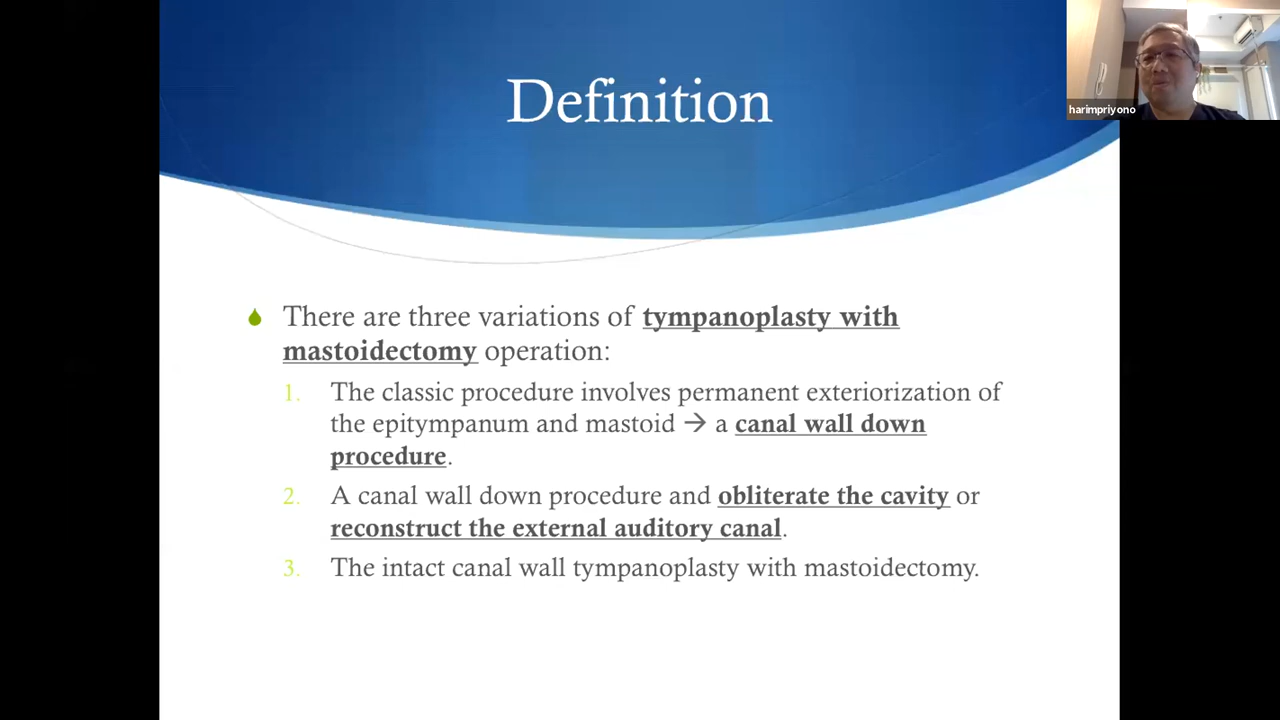 Definition
harimpriyono
There are three variations of tympanoplasty with
mastoidectomy operation:
1. The classic procedure involves permanent exteriorization of
the epitympanum and mastoid → a canal wall down
procedure.
2. A canal wall down procedure and obliterate the cavity or
reconstruct the external auditory canal.
3. The intact canal wall tympanoplasty with mastoidectomy.